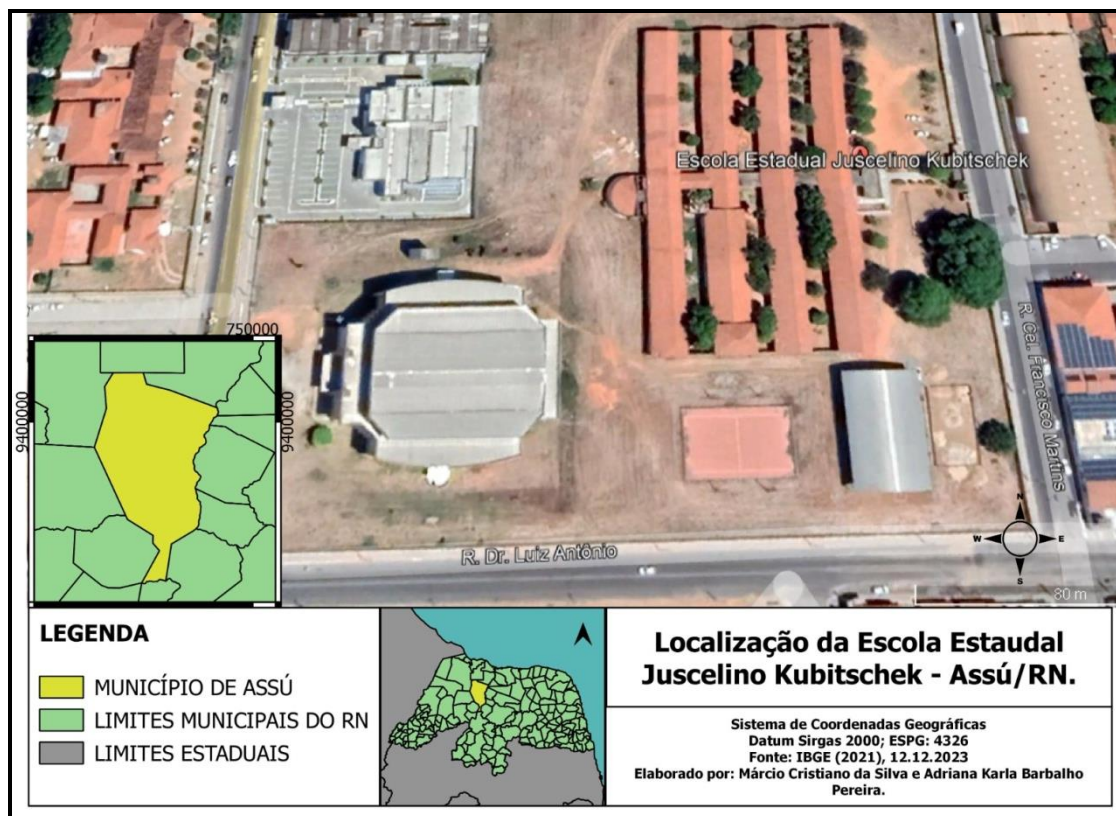 Escola Estadual Juscelino Kubitschek
R. Cel. Francisco Martins
R. Dr. Luiz Antônio
750000
9400000
9400000
N
W
E
S
80 m
LEGENDA
MUNICÍPIO DE ASSÚ
LIMITES MUNICIPAIS DO RN
LIMITES ESTADUAIS
Localização da Escola Estaudal
Juscelino Kubitschek - Assú/RN.
Sistema de Coordenadas Geográficas
Datum Sirgas 2000; ESPG: 4326
Fonte: IBGE (2021), 12.12.2023
Elaborado por: Márcio Cristiano da Silva e Adriana Karla Barbalho
Pereira.